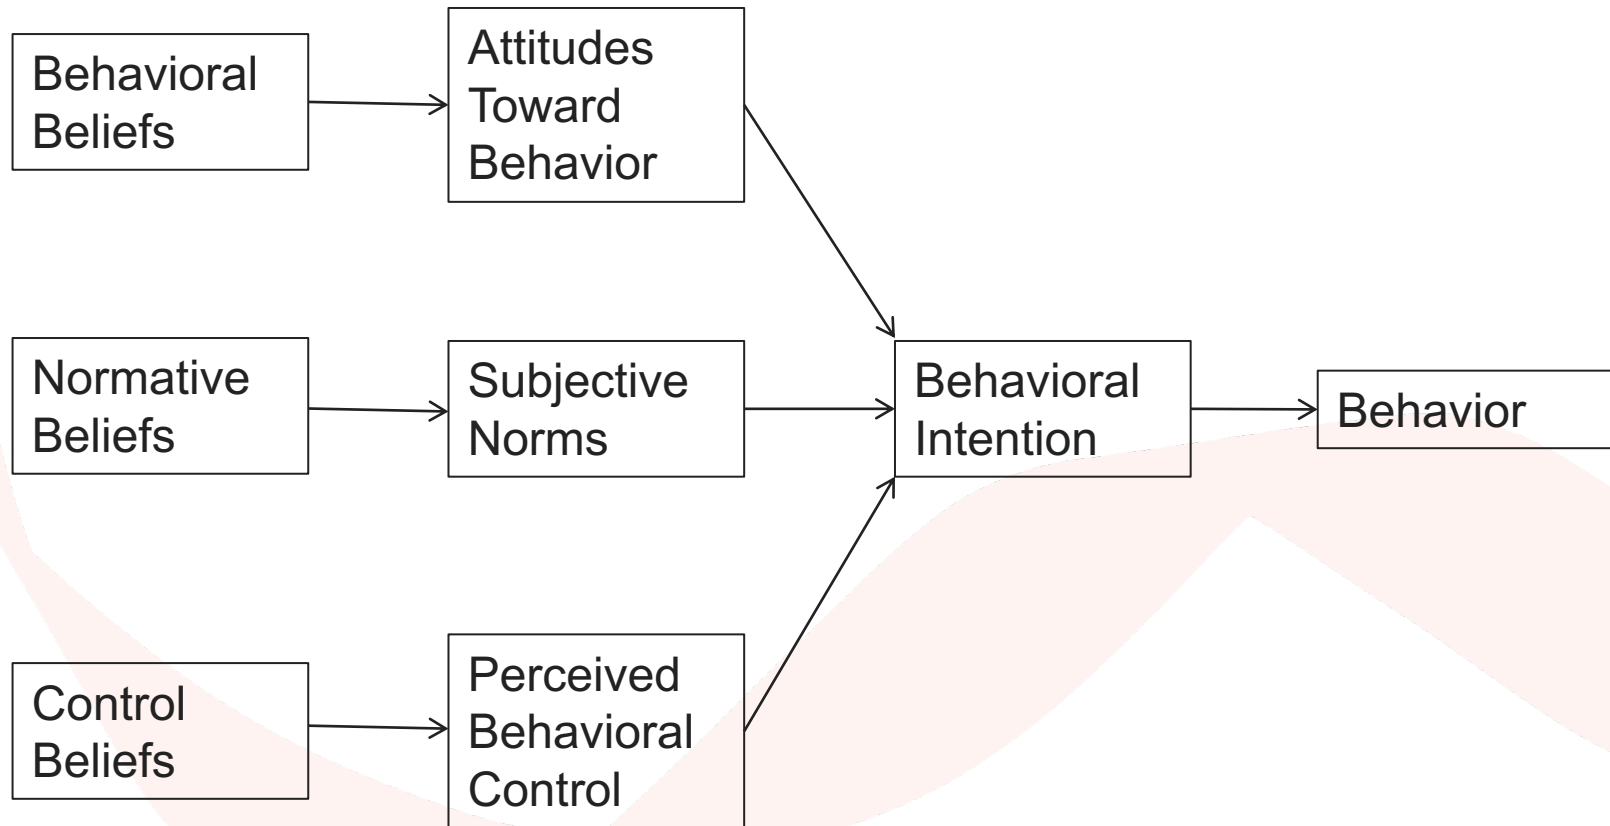 Behavioral
Beliefs
Attitudes
Toward
Behavior
Normative
Beliefs
Subjective
Norms
Behavioral
Intention
Behavior
Control
Beliefs
Perceived
Behavioral
Control